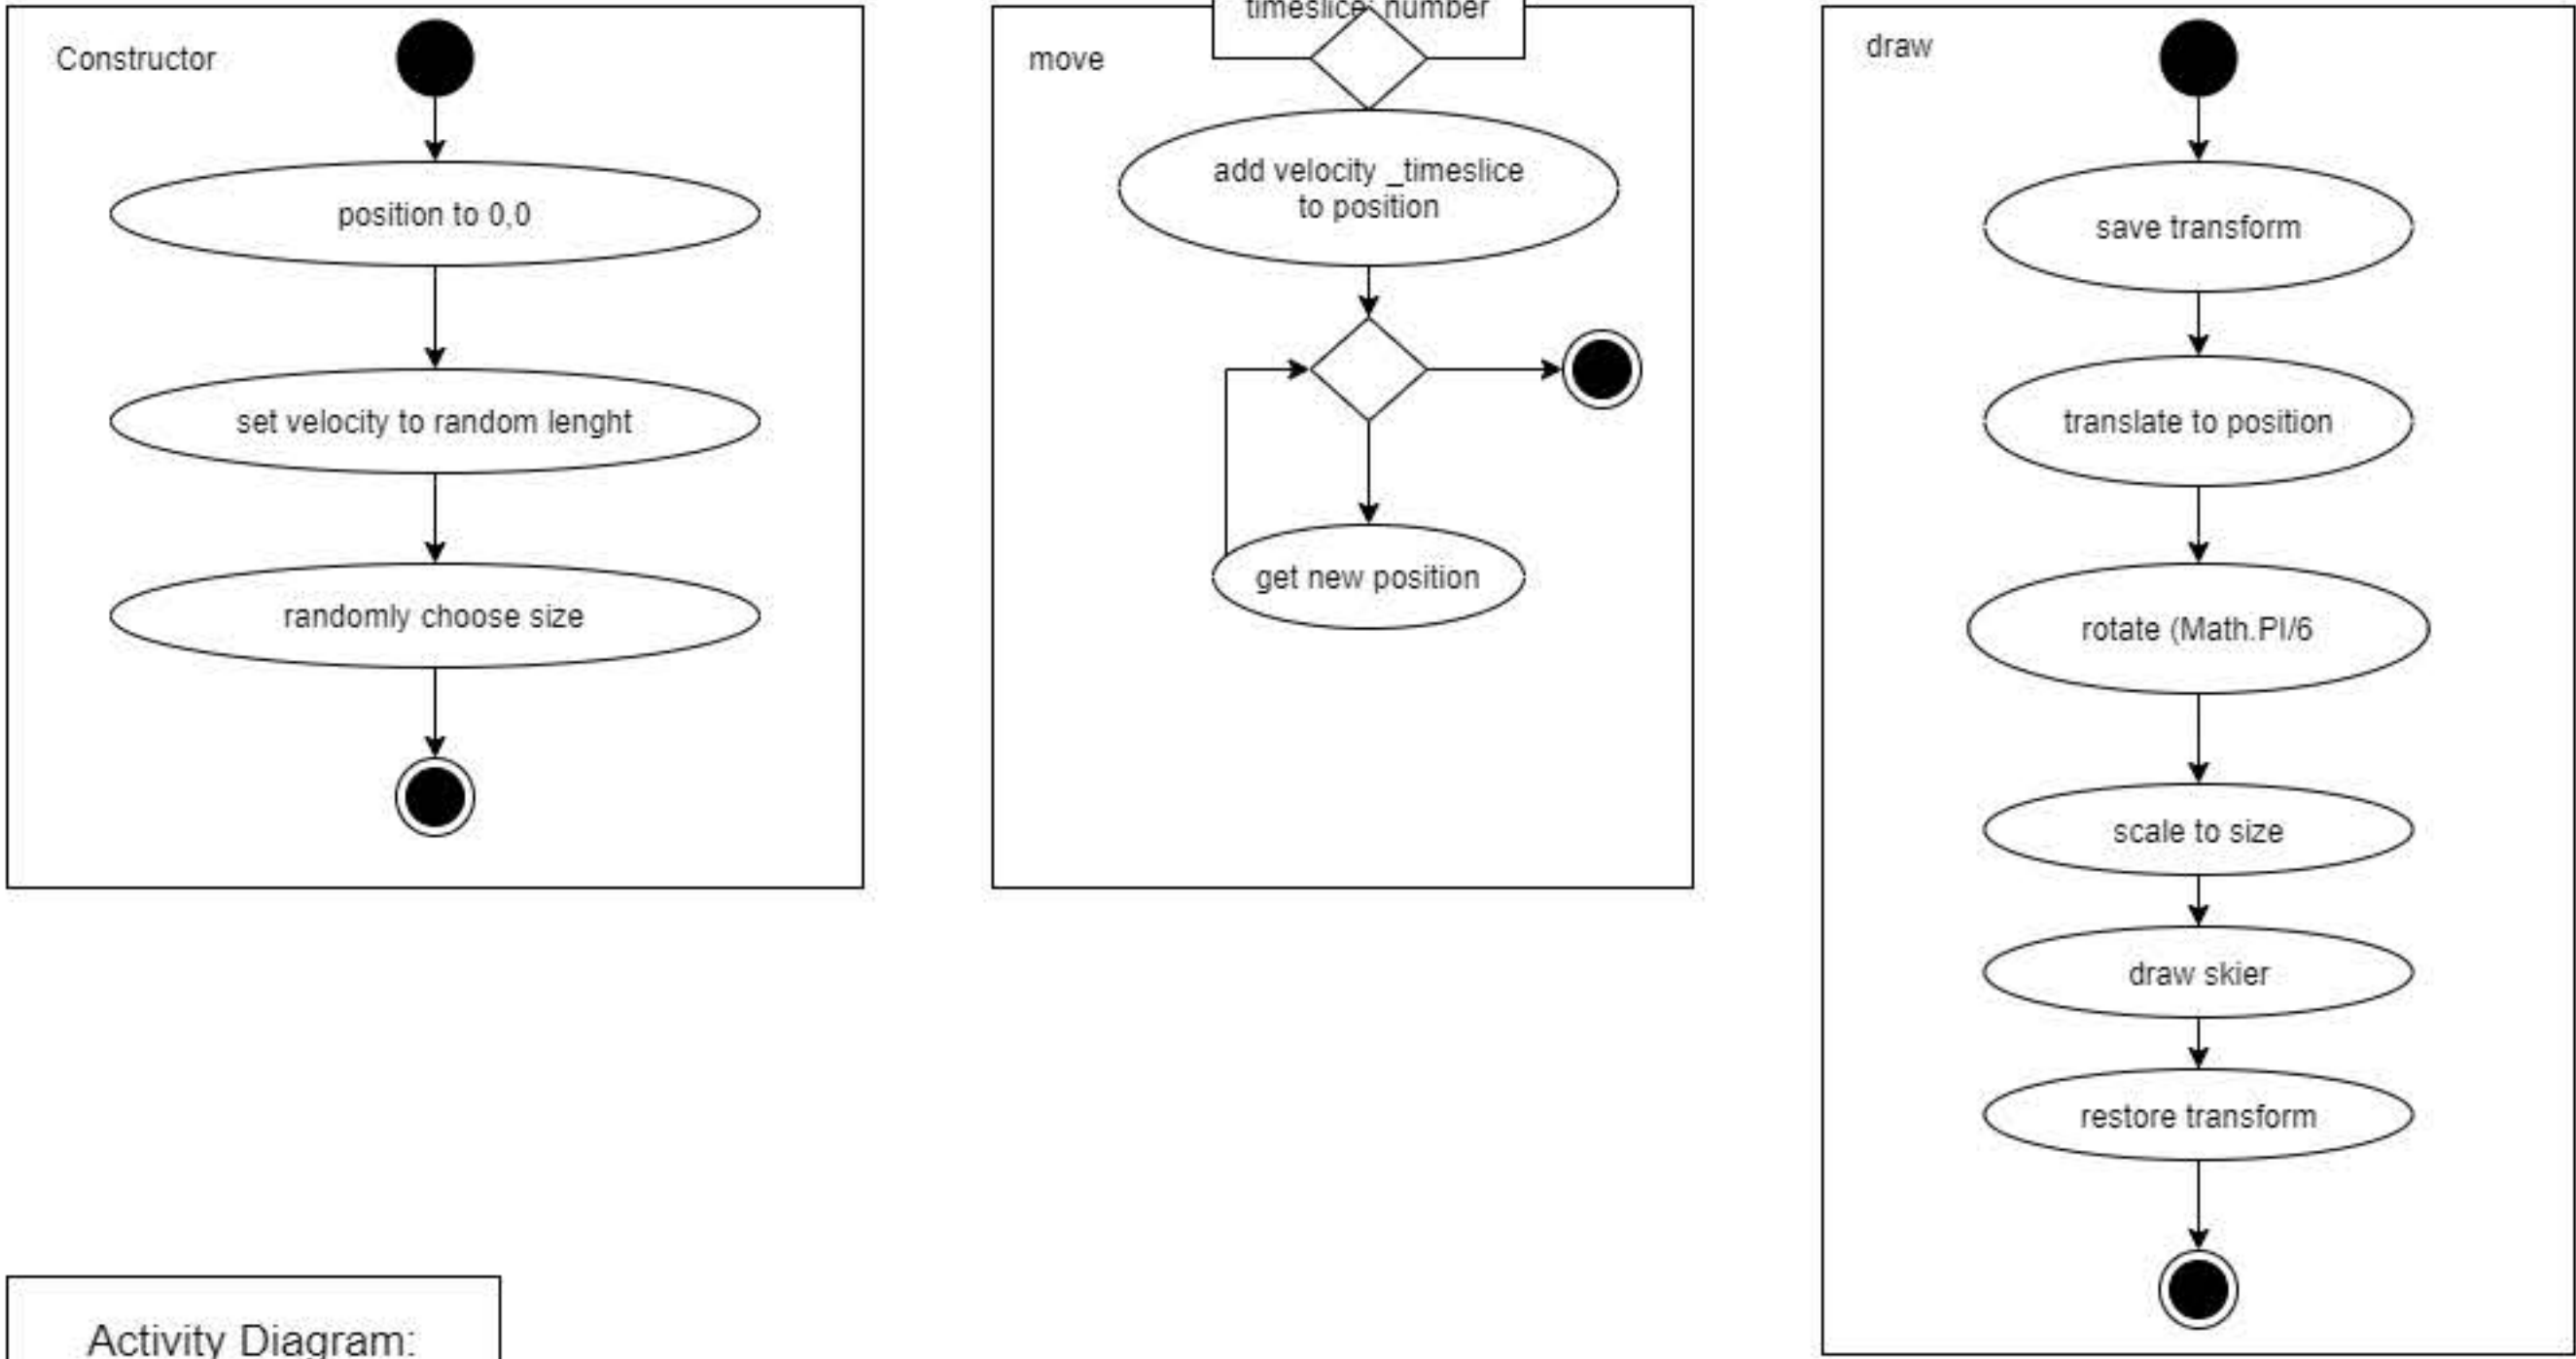 Constructor
position to 0,0
set velocity to random lenght
randomly choose size
timeslice: number
move
add velocity _timeslice
to position
get new position
draw
save transform
translate to position
rotate (Math.PI/6
scale to size
draw skier
restore transform
Activity Diagram: